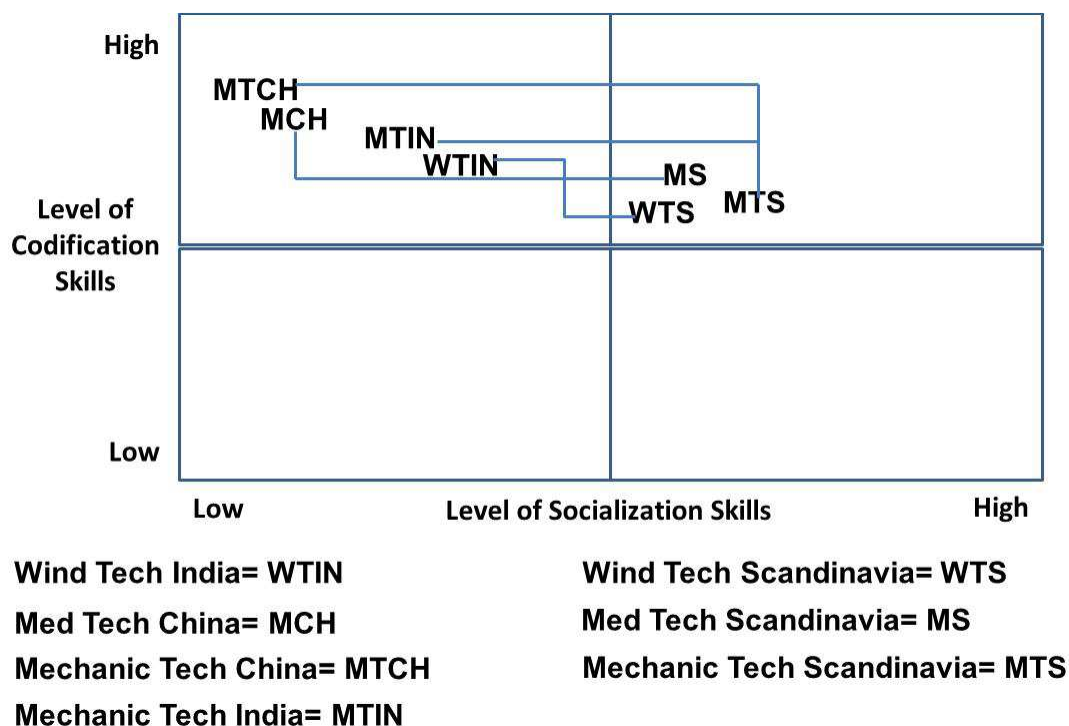 High
MTCH
MCH
MTIN
WTIN
MS
MTS
WTS
Level of
Codification
Skills
Low
Low
Level of Socialization Skills
High
Wind Tech India= WTIN
Wind Tech Scandinavia= WTS
Med Tech China= MCH
Med Tech Scandinavia= MS
Mechanic Tech China= MTCH
Mechanic Tech Scandinavia= MTS
Mechanic Tech India= MTIN